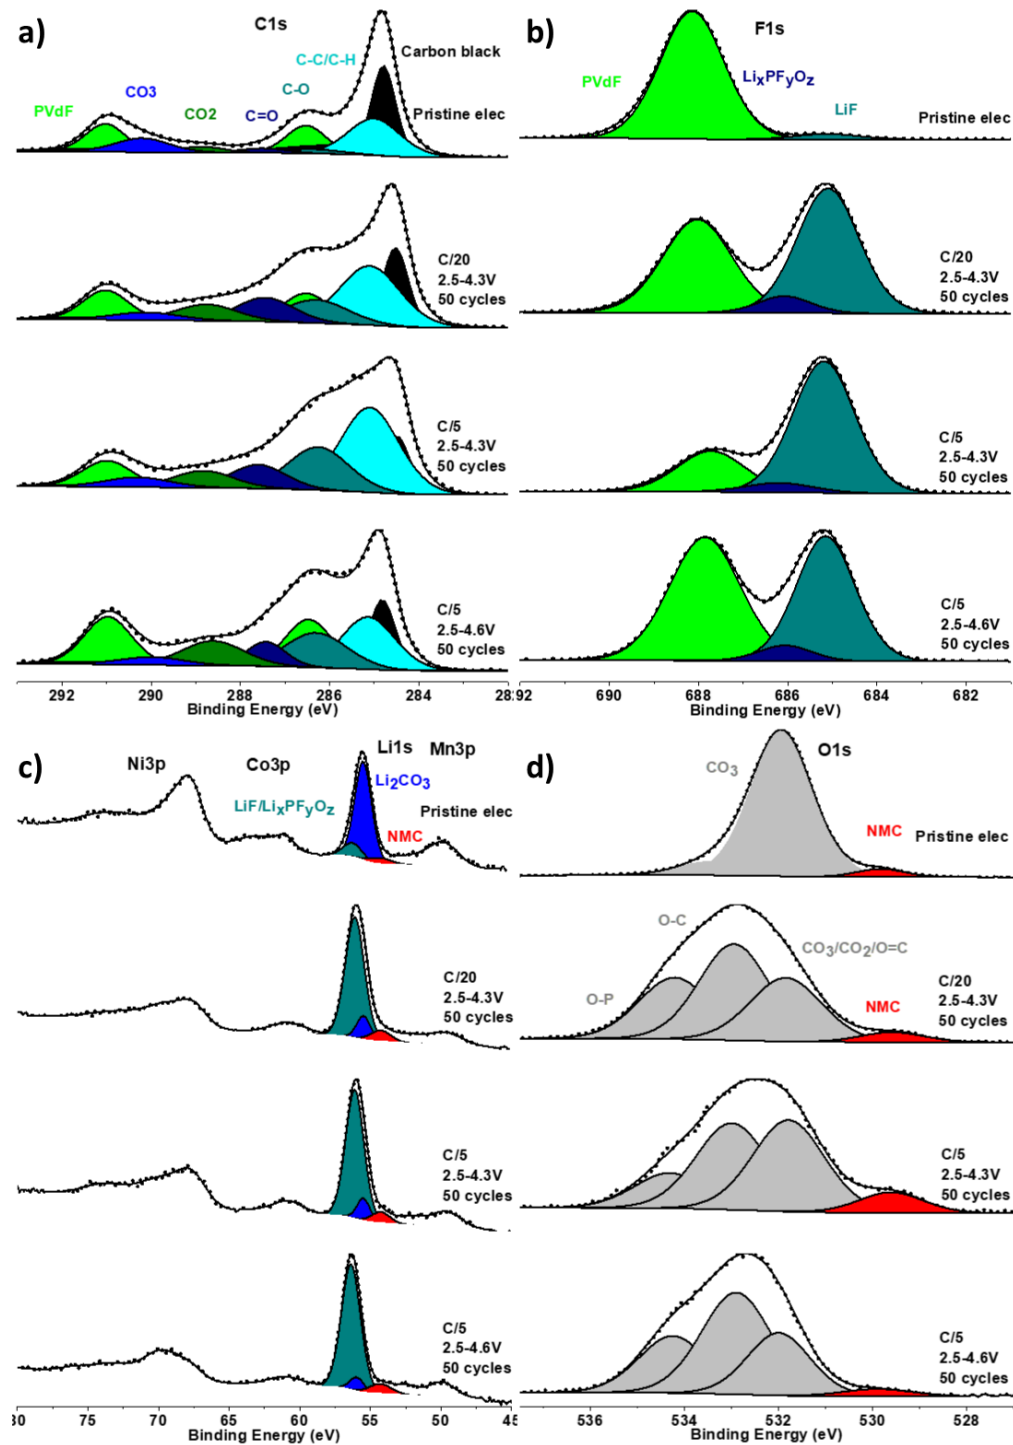 a)
C1s
Carbon black
C-C/C-H
C-O
CO3
PVdF
CO2
C=O
Pristine elec
C/20
2.5-4.3V
50 cycles
C/5
2.5-4.3V
50 cycles
C/5
2.5-4.6V
50 cycles
292
290
288
286
284
28
Binding Energy (eV)
b)
F1s
PVdF
LixPFyOz
LiF
Pristine elec
C/20
2.5-4.3V
50 cycles
C/5
2.5-4.3V
50 cycles
C/5
2.5-4.6V
50 cycles
692
690
688
686
684
682
Binding Energy (eV)
c)
Ni3p
Co3p
Li1s
Mn3p
Li2CO3
LiF/LixPFyOz
NMC
Pristine elec
C/20
2.5-4.3V
50 cycles
C/5
2.5-4.3V
50 cycles
C/5
2.5-4.6V
50 cycles
80
75
70
65
60
55
50
45
Binding Energy (eV)
d)
O1s
CO3
NMC
Pristine elec
O-C
CO3/CO2/O=C
O-P
C/20
2.5-4.3V
NMC
50 cycles
C/5
2.5-4.3V
50 cycles
C/5
2.5-4.6V
50 cycles
536
534
532
530
528
Binding Energy (eV)